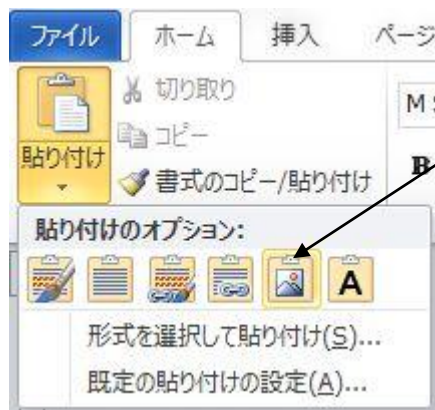 ファイル ホーム 挿入 ページ
切り取り
コピー
貼り付け
書式のコピー/貼り付け
M
B
貼り付けのオプション:
A
形式を選択して貼り付け(S)...
既定の貼り付けの設定(A)...